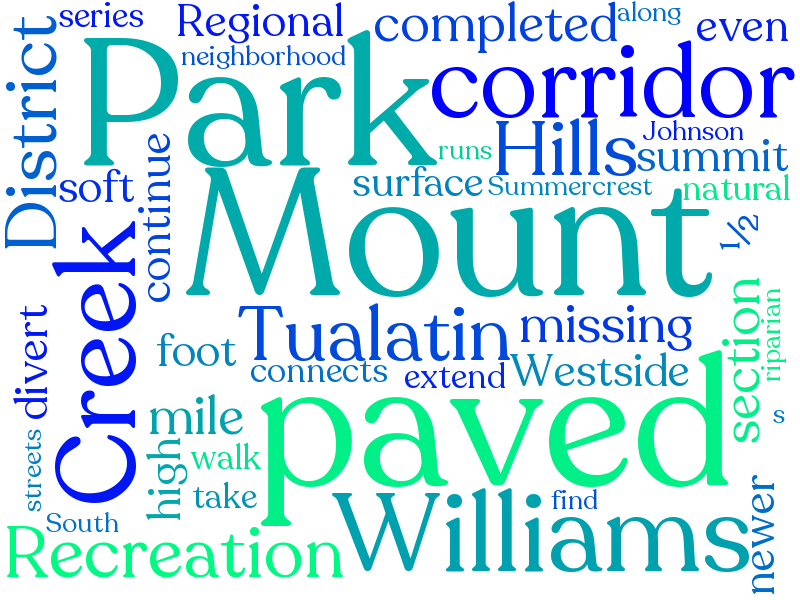 series
Regional
completed
along
even
neighborhood
District
Park
corridor
continue
runs
Hills
Johnson
summit
soft
surface
Summercrest
natural
Mount
½
Creek
divert
Tualatin
missing
section
riparian
foot
connects
extend
Westside
mile
paved
s
streets
high
walk
take
find
South
Williams
newer
Recreation